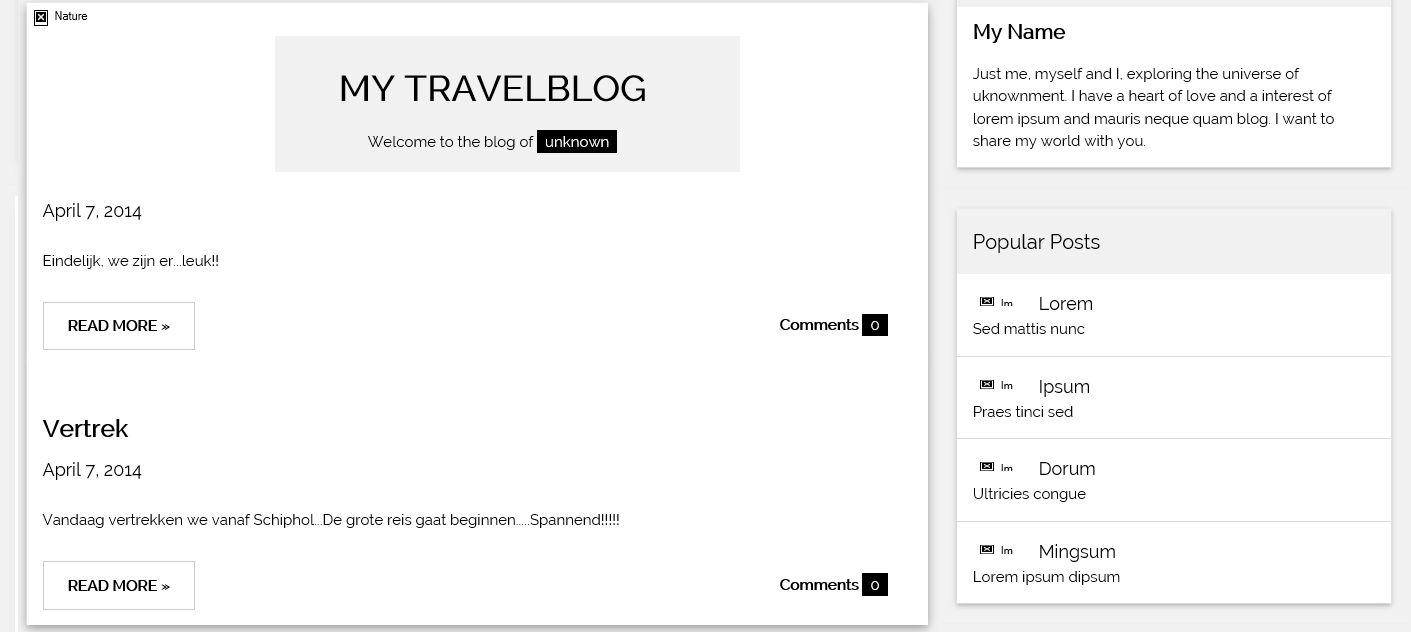 Nature
MY TRAVELBLOG
Welcome to the blog of unknown
April 7, 2014
Eindelijk, we zijn er...leuk!!
READ MORE »
Comments 0
Vertrek
April 7, 2014
Vandaag vertrekken we vanaf Schiphol...De grote reis gaat beginnen.....Spannend!!!!!
READ MORE »
Comments 0
My Name
Just me, myself and I, exploring the universe of
uknownment. I have a heart of love and a interest of
lorem ipsum and mauris neque quam blog. I want to
share my world with you.
Popular Posts
Im Lorem
Sed mattis nunc
Im Ipsum
Praes tinci sed
Im Dorum
Ultricies congue
Im Mingsum
Lorem ipsum dipsum